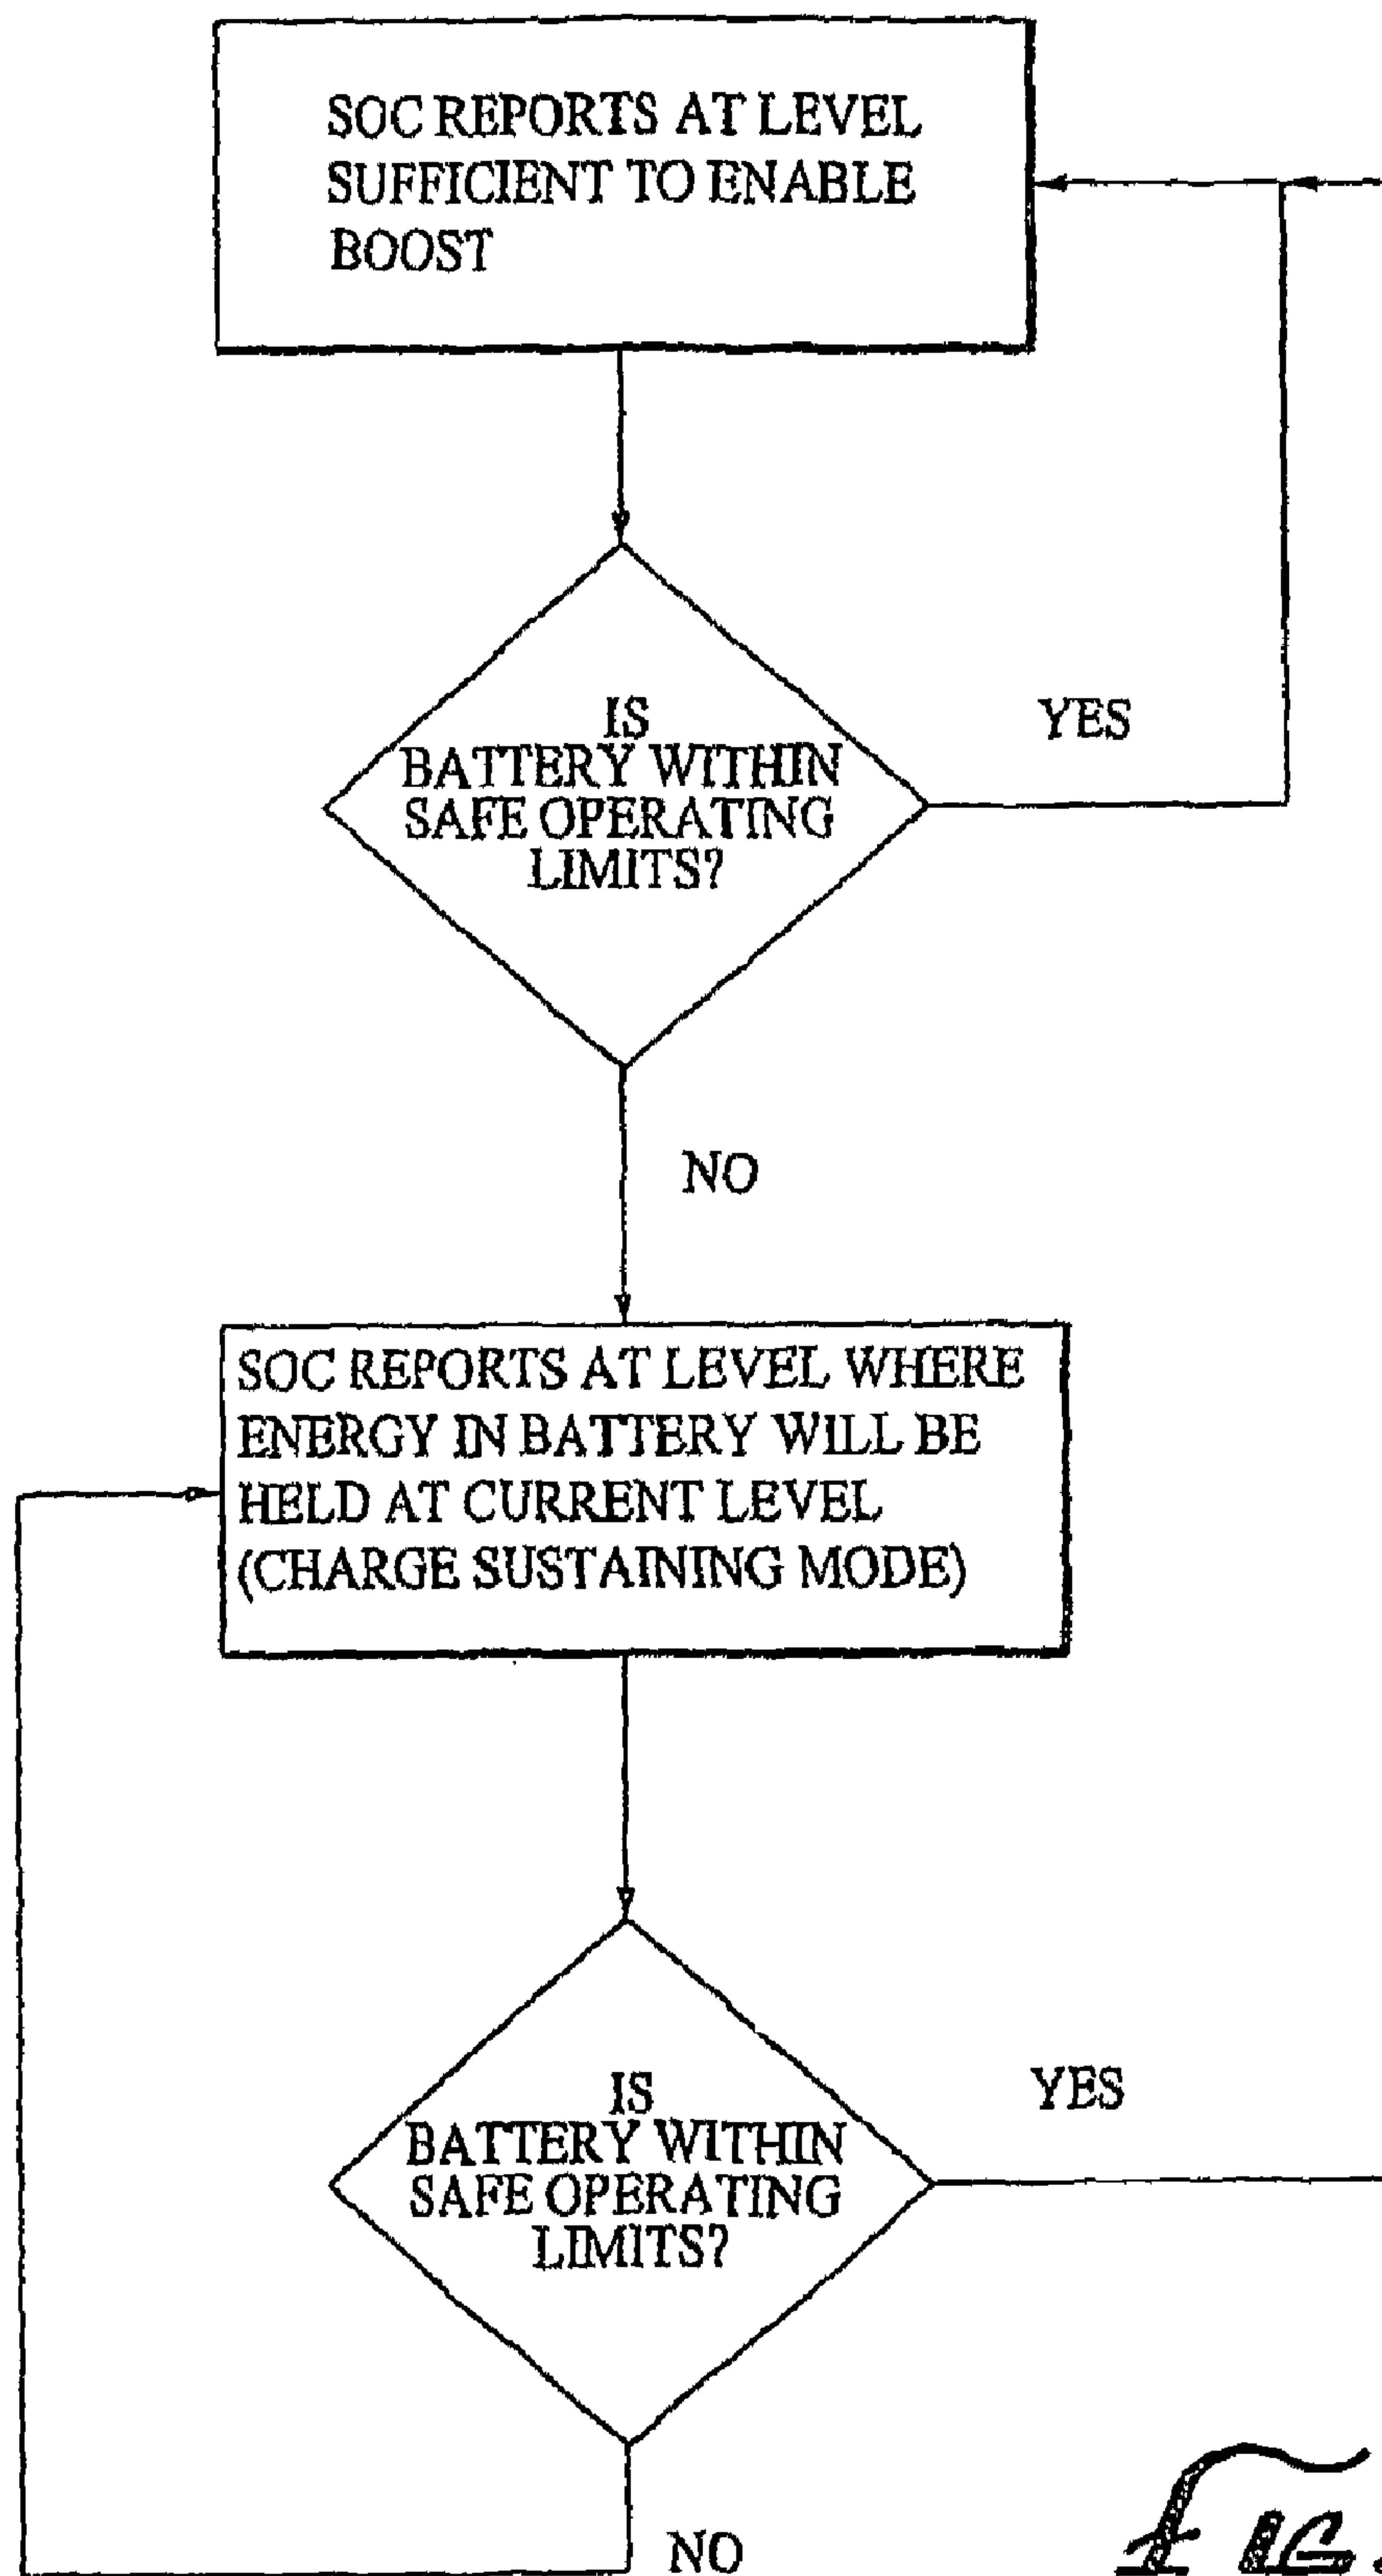 SOC REPORTS AT LEVEL
SUFFICIENT TO ENABLE
BOOST
IS
BATTERY WITHIN
SAFE OPERATING
LIMITS?
YES
NO
SOC REPORTS AT LEVEL WHERE
ENERGY IN BATTERY WILL BE
HELD AT CURRENT LEVEL
(CHARGE SUSTAINING MODE)
IS
BATTERY WITHIN
SAFE OPERATING
LIMITS?
YES
NO
FIG.